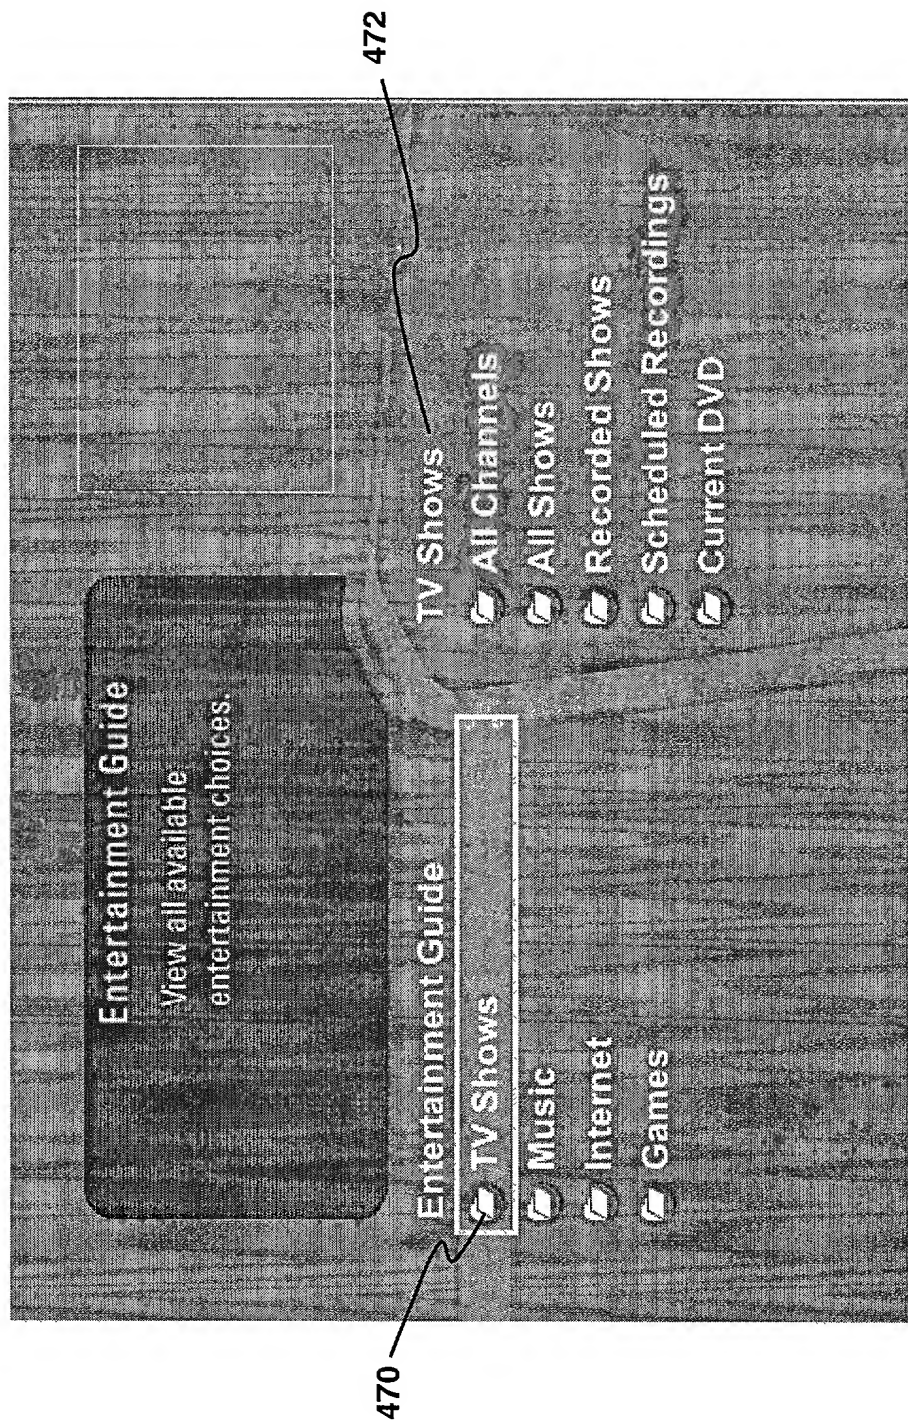 Entertainment Guide
View all available
entertainment choices.
Entertainment Guide
TV Shows
Music
Internet
Games
TV Shows
All Channels
All Shows
Recorded Shows
Scheduled Recordings
Current DVD
470
472